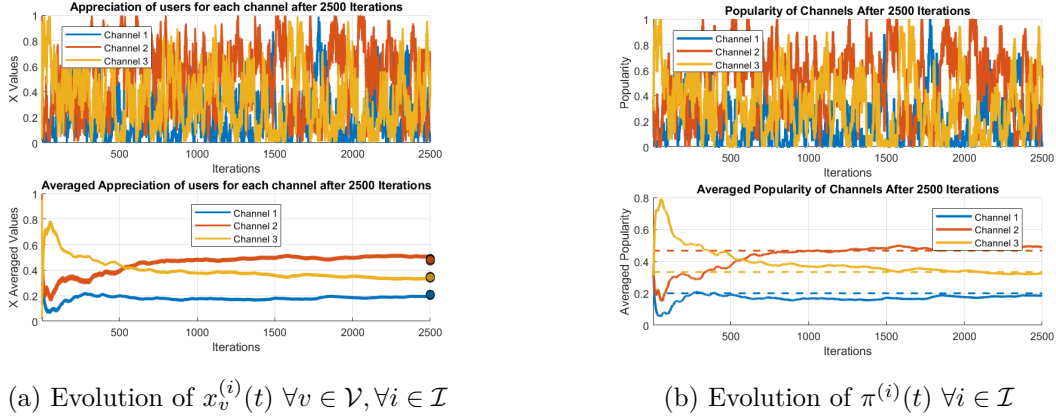 Appreciation of users for each channel after 2500 Iterations
X Values
1
0.8
0.6
0.4
0.2
0
Channel 1
Channel 2
Channel 3
500 1000 1500 2000 2500
Iterations
Averaged Appreciation of users for each channel after 2500 Iterations
X Averaged Values
1
0.8
0.6
0.4
0.2
0
Channel 1
Channel 2
Channel 3
500 1000 1500 2000 2500
Iterations
(a) Evolution of $x_v^{(i)}(t)$ ∀v ∈ 𝒱, ∀i ∈ ℐ
Popularity of Channels After 2500 Iterations
Popularity
1
0.8
0.6
0.4
0.2
0
Channel 1
Channel 2
Channel 3
500 1000 1500 2000 2500
Iterations
Averaged Popularity of Channels After 2500 Iterations
Averaged Popularity
0.8
0.6
0.4
0.2
0
Channel 1
Channel 2
Channel 3
500 1000 1500 2000 2500
Iterations
(b) Evolution of $π^{(i)}(t)$ ∀i ∈ ℐ